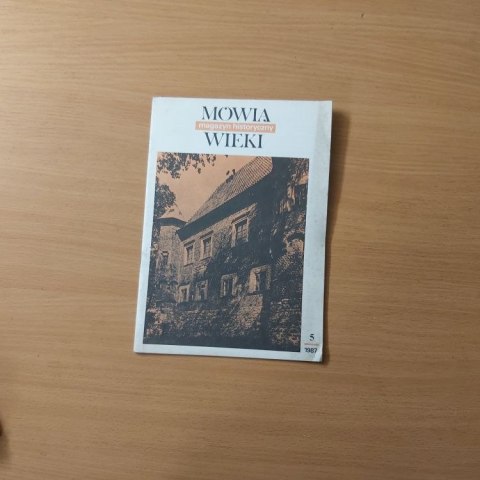 MÓWIĄ
magazyn historyczny
WIEKI
5
1987